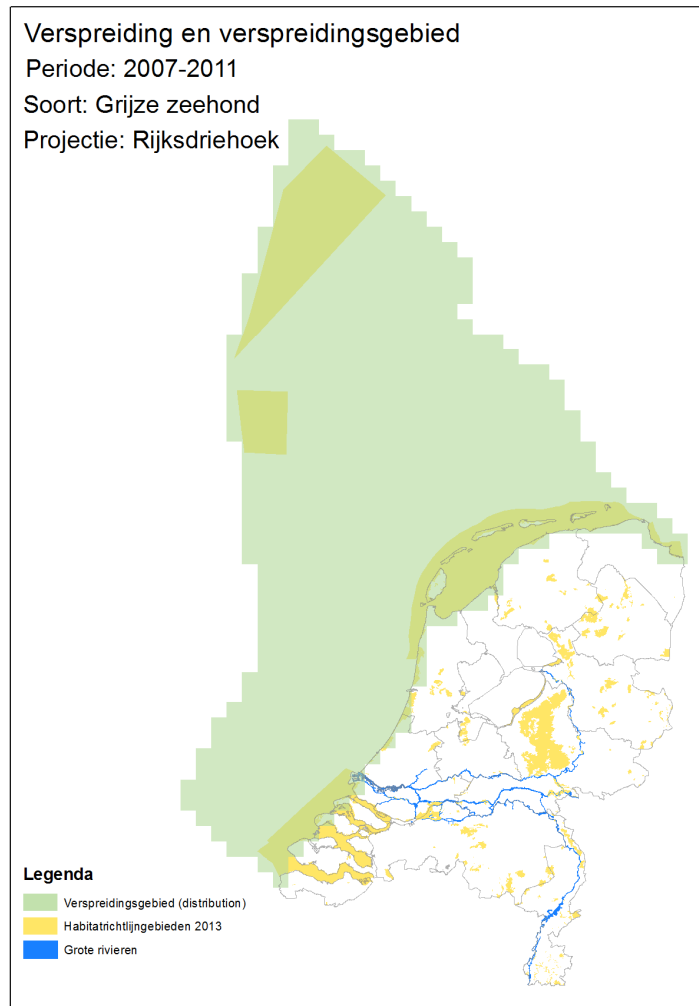 Verspreiding en verspreidingsgebied
Periode: 2007-2011
Soort: Grijze zeehond
Projectie: Rijksdriehoek
Legenda
Verspreidingsgebied (distribution)
Habitatrichtlijngebieden 2013
Grote rivieren